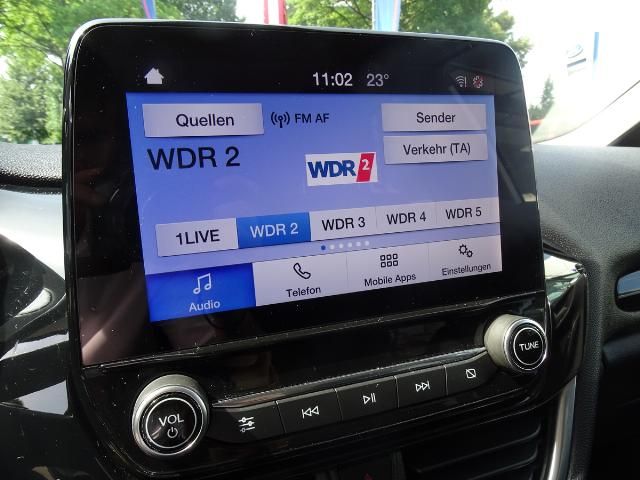 11:02 23°
Quellen FM AF Sender
WDR 2 WDR 2 Verkehr (TA)
1LIVE WDR 2 WDR 3 WDR 4 WDR 5
Audio Telefon Mobile Apps Einstellungen
VOL TUNE